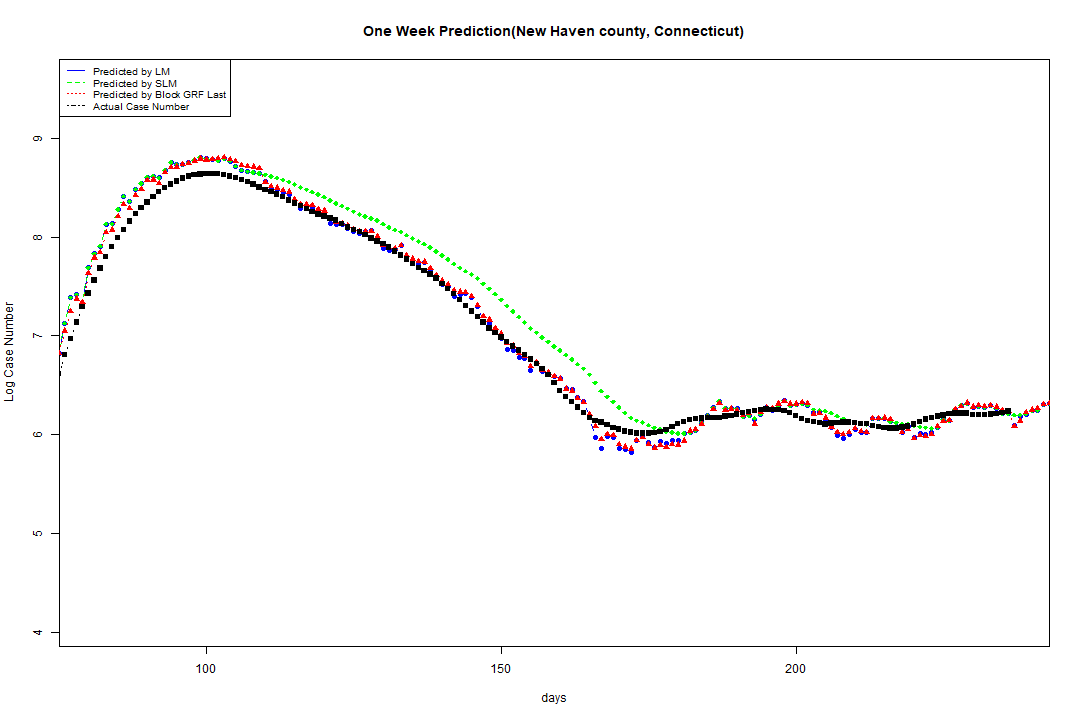 One Week Prediction(New Haven county, Connecticut)
Predicted by LM
Predicted by SLM
Predicted by Block GRF Last
Actual Case Number
9
8
7
6
5
4
Log Case Number
100 150 200
days